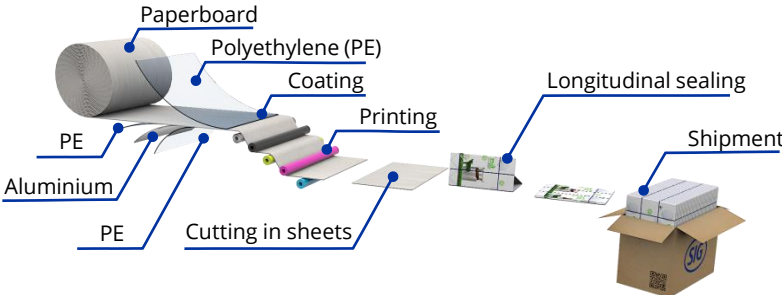 Paperboard
Polyethylene (PE)
Coating
Printing
Longitudinal sealing
Shipment
PE
Aluminium
PE
Cutting in sheets
SIG